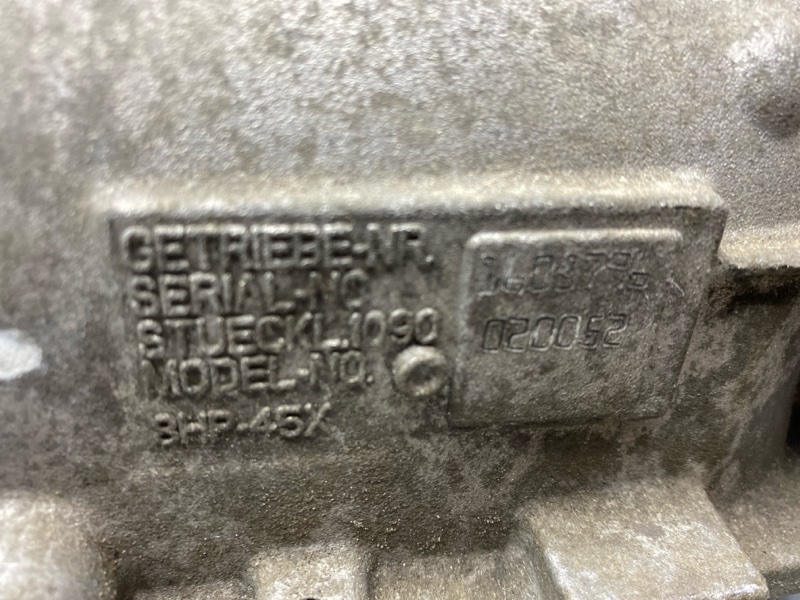 GETRIEBE-NR.
SERIAL-NO
STUECKL.1090
MODEL-NO.
8HP-45X
020052